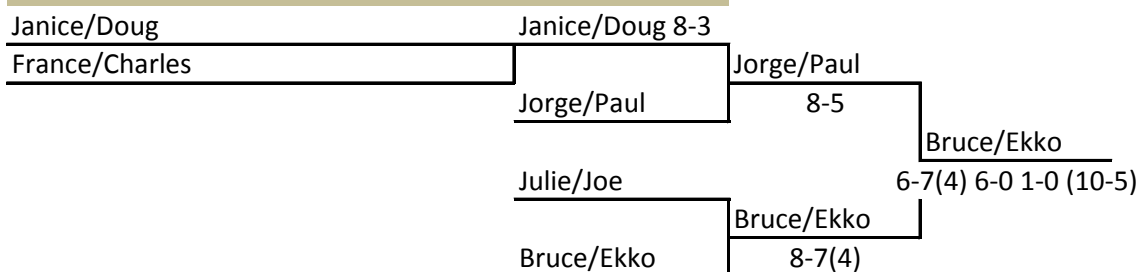 Janice/Doug Janice/Doug 8-3
France/Charles Jorge/Paul
Jorge/Paul 8-5
Bruce/Ekko
Julie/Joe 6-7(4) 6-0 1-0 (10-5)
Bruce/Ekko
Bruce/Ekko 8-7(4)